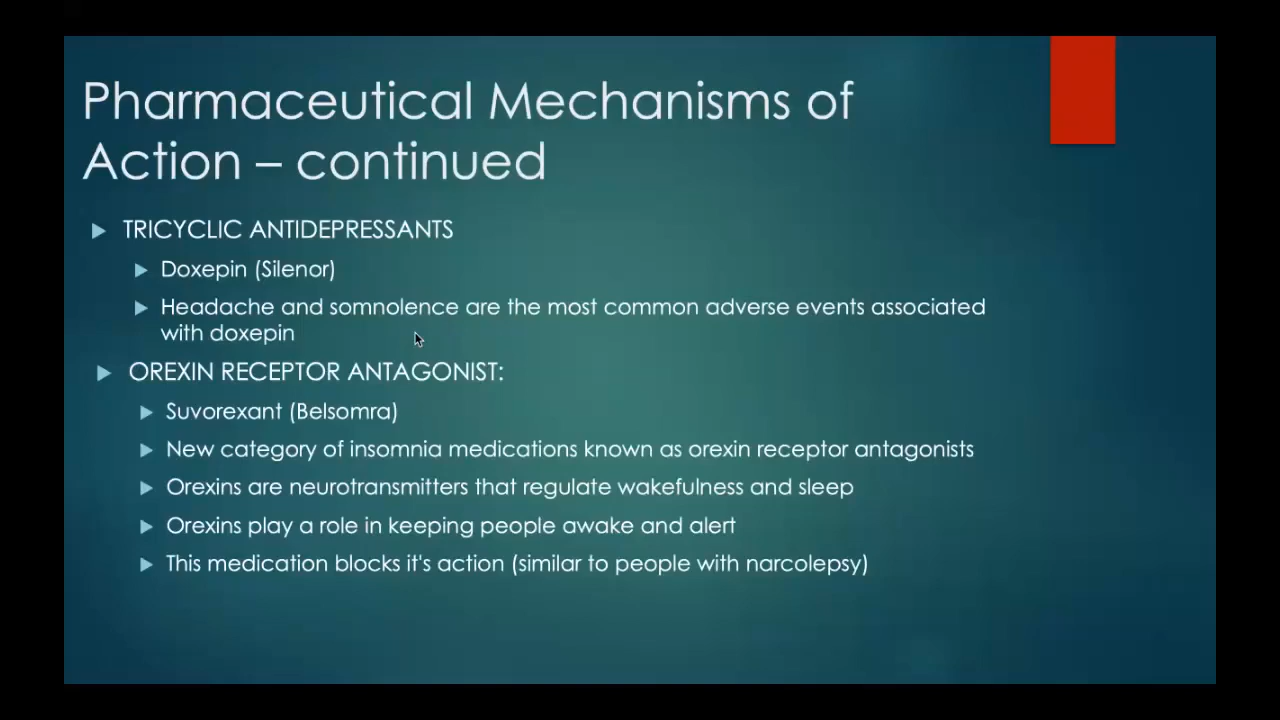 Pharmaceutical Mechanisms of
Action – continued
TRICYCLIC ANTIDEPRESSANTS
Doxepin (Silenor)
Headache and somnolence are the most common adverse events associated
with doxepin
OREXIN RECEPTOR ANTAGONIST:
Suvorexant (Belsomra)
New category of insomnia medications known as orexin receptor antagonists
Orexins are neurotransmitters that regulate wakefulness and sleep
Orexins play a role in keeping people awake and alert
This medication blocks it's action (similar to people with narcolepsy)